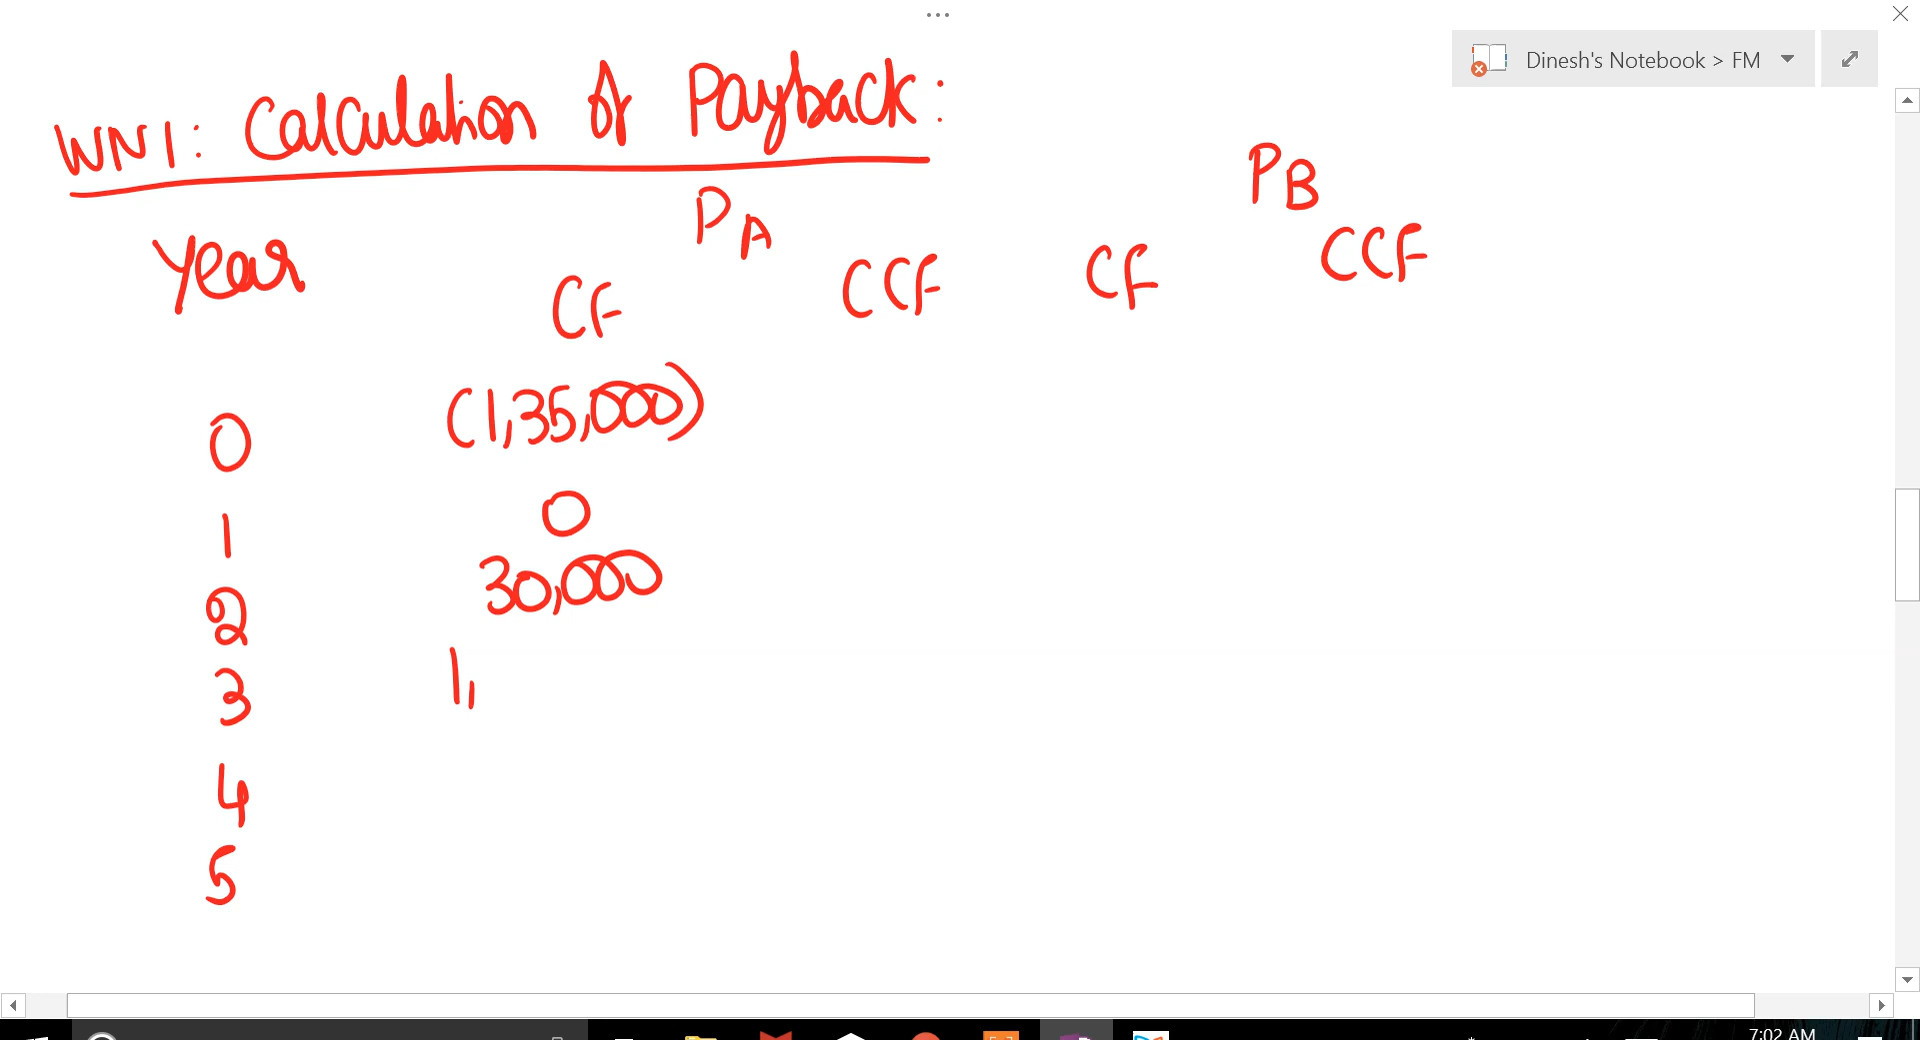 Dinesh's Notebook > FM
WN1: Calculation of Payback:
PA PB
Year CF CCF CF CCF
0 (1,35,000)
1 0
2 30,000
3 1,
4
5
7:02 AM